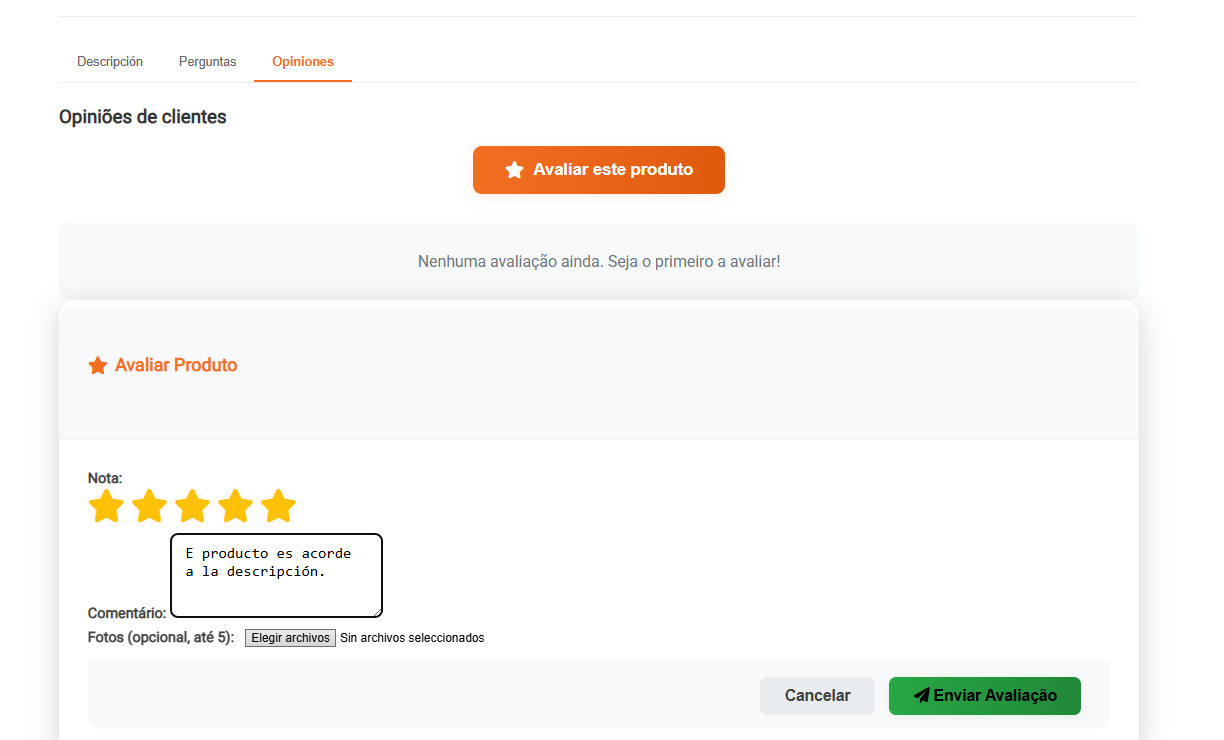 Descripción Perguntas Opiniones
Opiniões de clientes
Avaliar este produto
Nenhuma avaliação ainda. Seja o primeiro a avaliar!
Avaliar Produto
Nota:
E producto es acorde
a la descripción.
Comentário:
Fotos (opcional, até 5): Elegir archivos Sin archivos seleccionados
Cancelar Enviar Avaliação